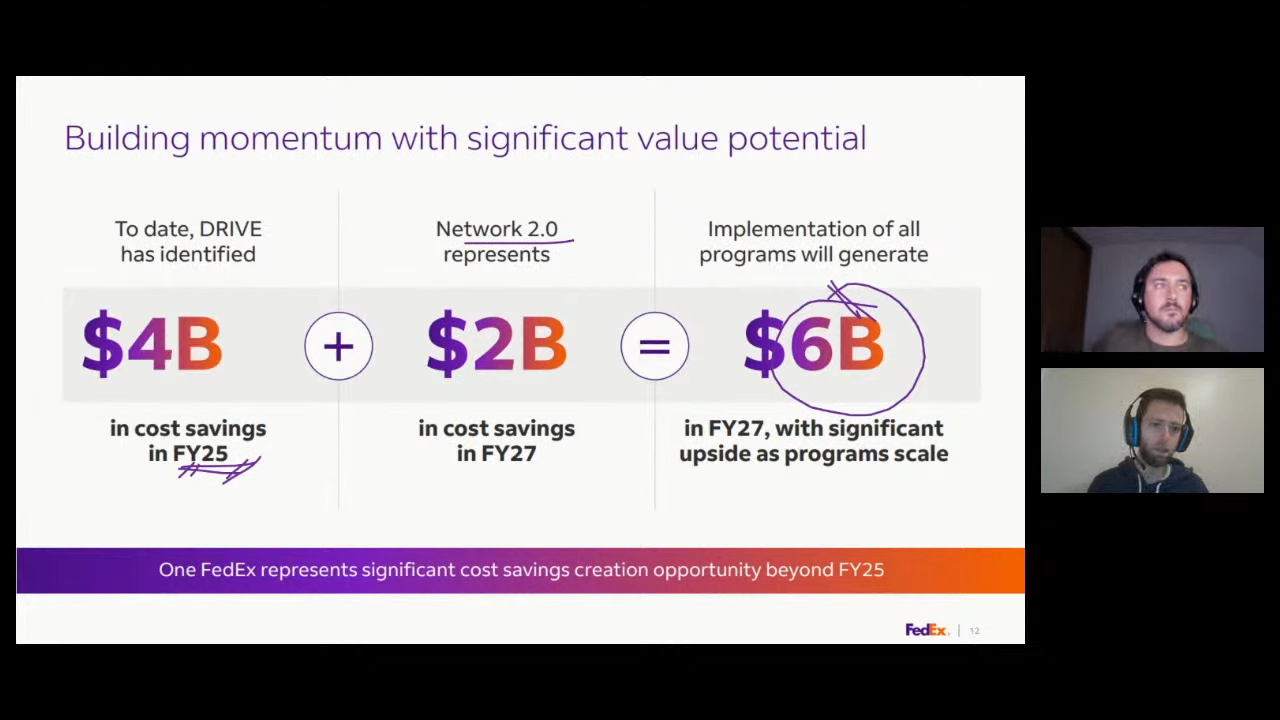 Building momentum with significant value potential
To date, DRIVE
has identified
$4B
in cost savings
in FY25
+
Network 2.0
represents
$2B
in cost savings
in FY27
=
Implementation of all
programs will generate
$6B
in FY27, with significant
upside as programs scale
One FedEx represents significant cost savings creation opportunity beyond FY25
FedEx. | 12